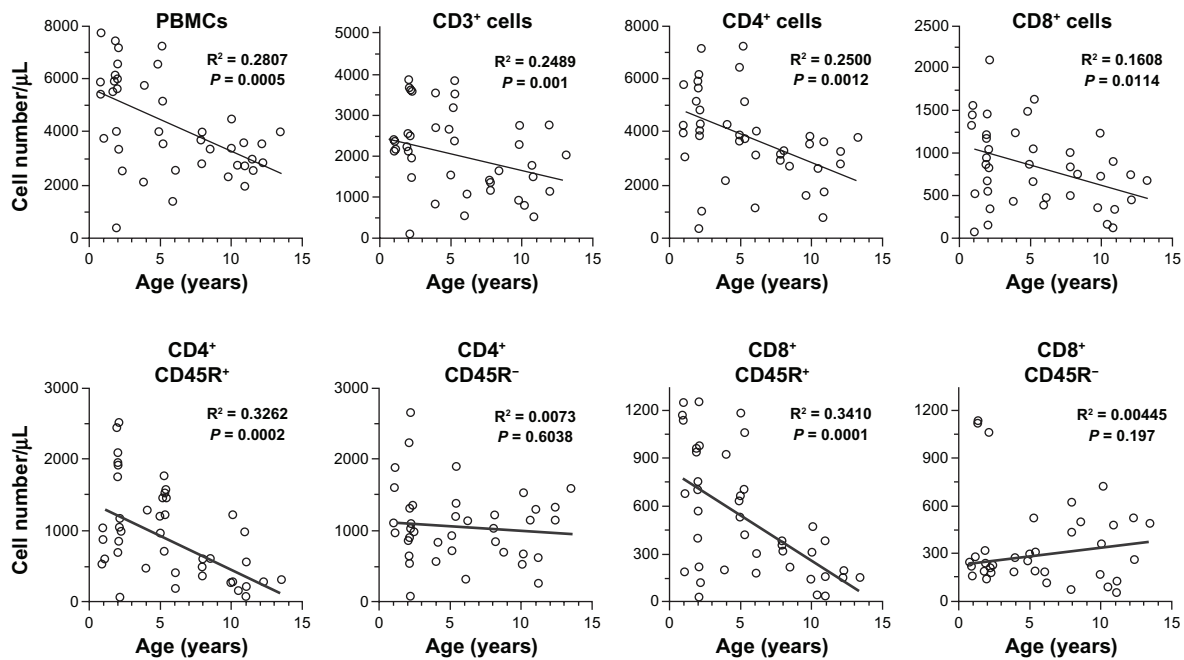 PBMCs
R² = 0.2807
P = 0.0005
8000
6000
4000
2000
0
0 5 10 15
Cell number/µL
Age (years)
CD3⁺ cells
R² = 0.2489
P = 0.001
5000
4000
3000
2000
1000
0
0 5 10 15
Age (years)
CD4⁺ cells
R² = 0.2500
P = 0.0012
8000
6000
4000
2000
0
0 5 10 15
Age (years)
CD8⁺ cells
R² = 0.1608
P = 0.0114
2500
2000
1500
1000
500
0
0 5 10 15
Age (years)
CD4⁺
CD45R⁺
R² = 0.3262
P = 0.0002
3000
2000
1000
0
0 5 10 15
Cell number/µL
Age (years)
CD4⁺
CD45R⁻
R² = 0.0073
P = 0.6038
3000
2000
1000
0
0 5 10 15
Age (years)
CD8⁺
CD45R⁺
R² = 0.3410
P = 0.0001
1200
900
600
300
0
0 5 10 15
Age (years)
CD8⁺
CD45R⁻
R² = 0.00445
P = 0.197
1200
900
600
300
0
0 5 10 15
Age (years)